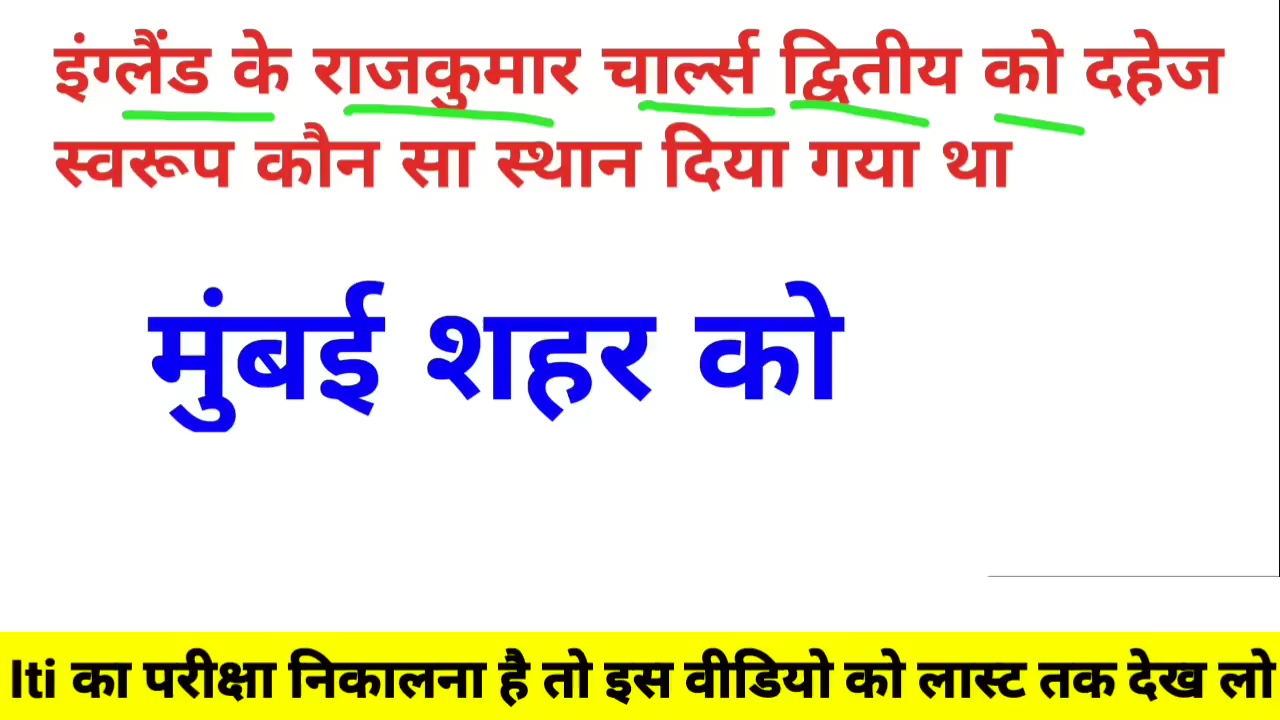 इंग्लैंड के राजकुमार चार्ल्स द्वितीय को दहेज
स्वरूप कौन सा स्थान दिया गया था
मुंबई शहर को
Iti का परीक्षा निकालना है तो इस वीडियो को लास्ट तक देख लो